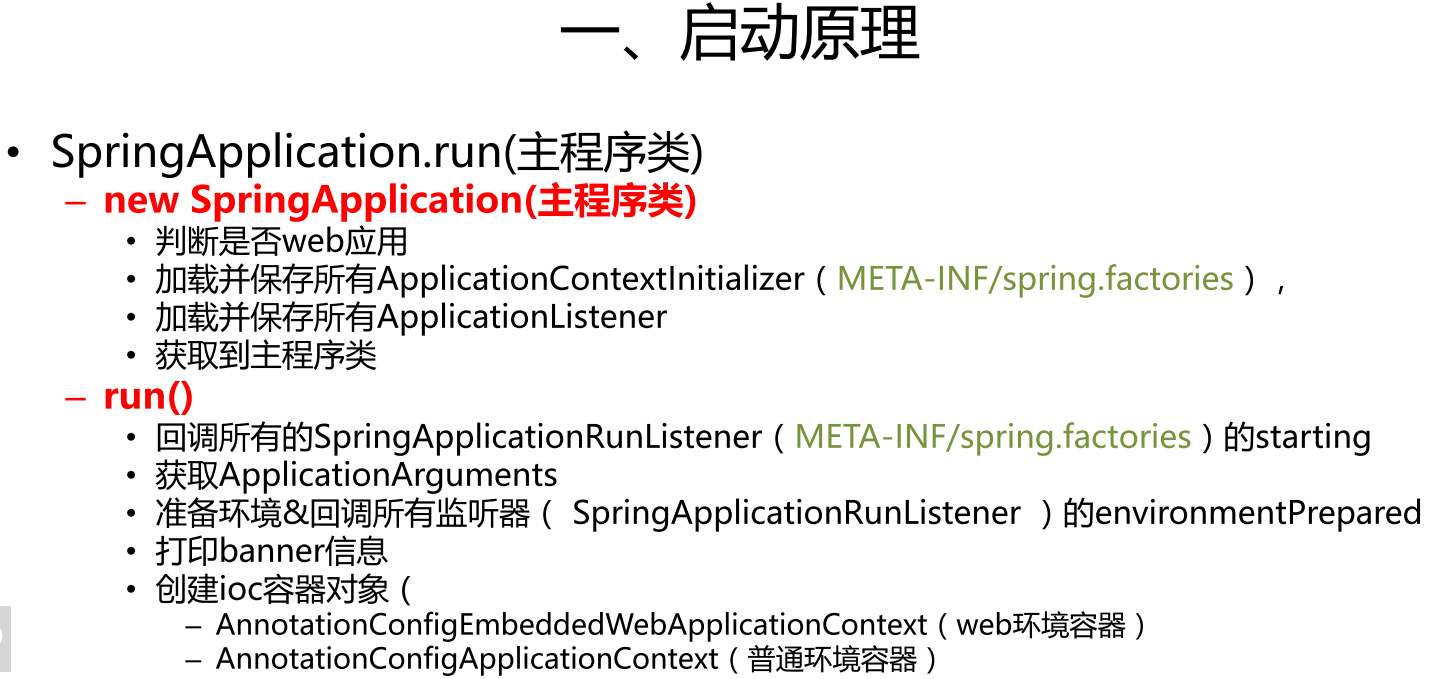 一、启动原理
• SpringApplication.run(主程序类)
– new SpringApplication(主程序类)
• 判断是否web应用
• 加载并保存所有ApplicationContextInitializer（META-INF/spring.factories），
• 加载并保存所有ApplicationListener
• 获取到主程序类
– run()
• 回调所有的SpringApplicationRunListener（META-INF/spring.factories）的starting
• 获取ApplicationArguments
• 准备环境&回调所有监听器（ SpringApplicationRunListener ）的environmentPrepared
• 打印banner信息
• 创建ioc容器对象（
– AnnotationConfigEmbeddedWebApplicationContext（web环境容器）
– AnnotationConfigApplicationContext（普通环境容器）